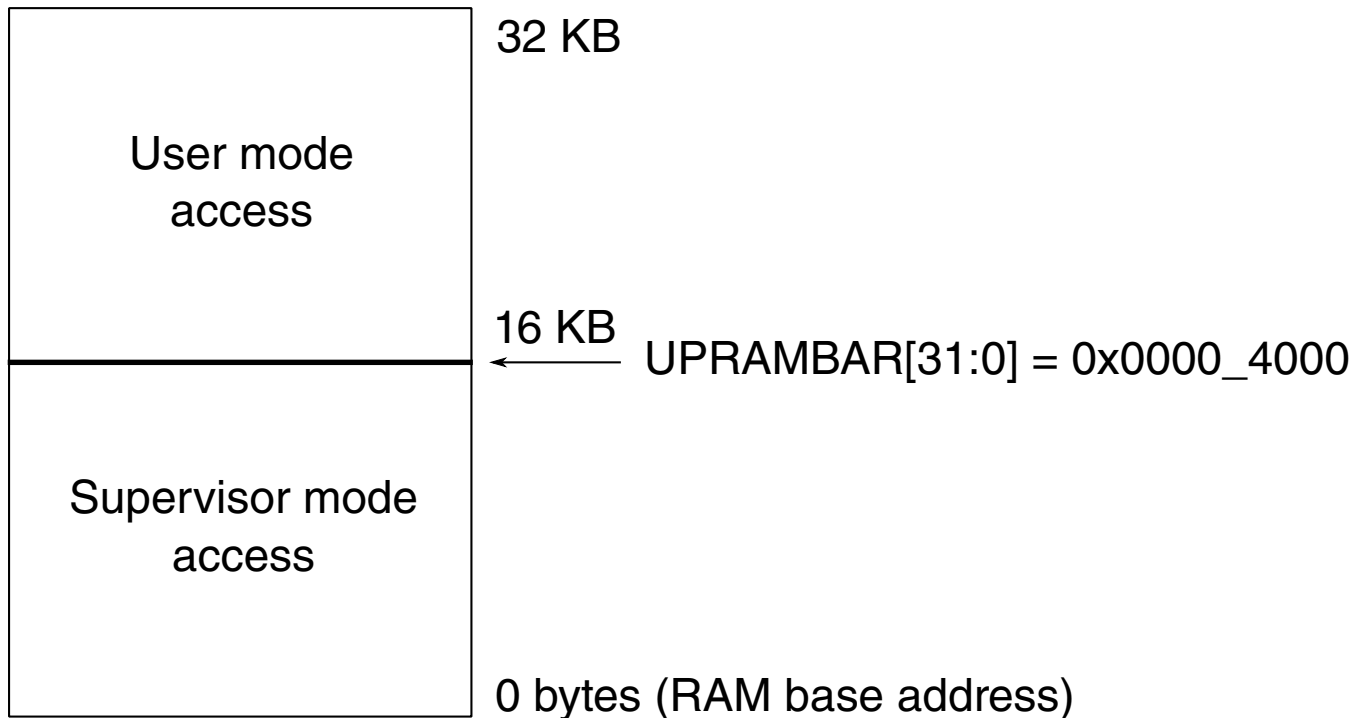 32 KB
User mode
access
16 KB
UPRAMBAR[31:0] = 0x0000_4000
Supervisor mode
access
0 bytes (RAM base address)